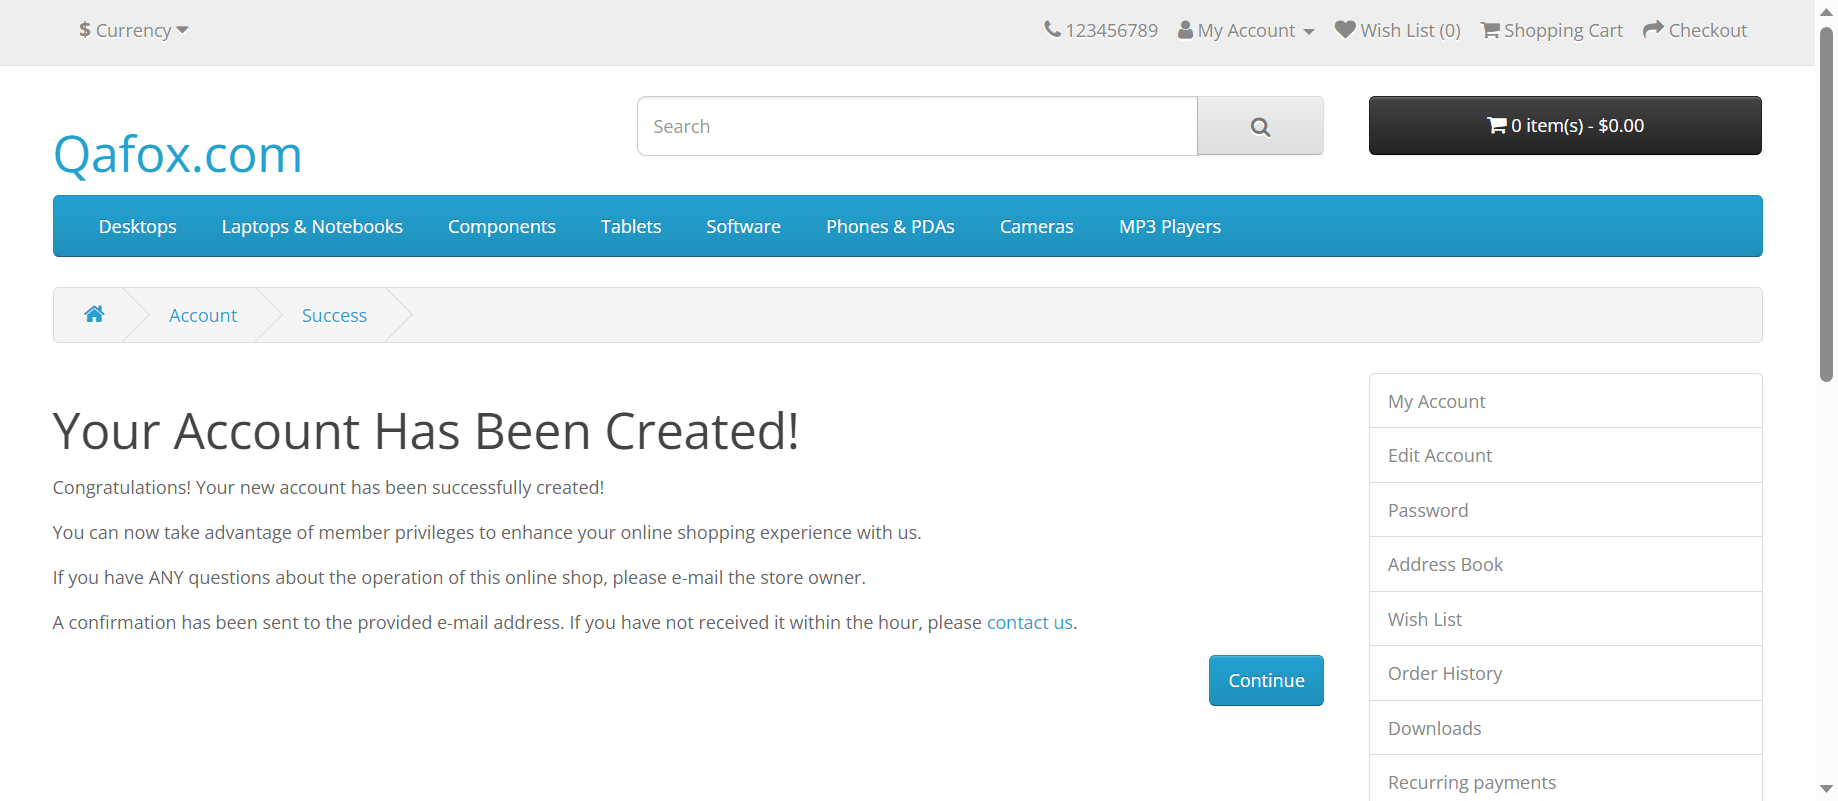 $ Currency
123456789 My Account Wish List (0) Shopping Cart Checkout
Qafox.com
Search
0 item(s) - $0.00
Desktops Laptops & Notebooks Components Tablets Software Phones & PDAs Cameras MP3 Players
Account Success
Your Account Has Been Created!
Congratulations! Your new account has been successfully created!
You can now take advantage of member privileges to enhance your online shopping experience with us.
If you have ANY questions about the operation of this online shop, please e-mail the store owner.
A confirmation has been sent to the provided e-mail address. If you have not received it within the hour, please contact us.
Continue
My Account
Edit Account
Password
Address Book
Wish List
Order History
Downloads
Recurring payments